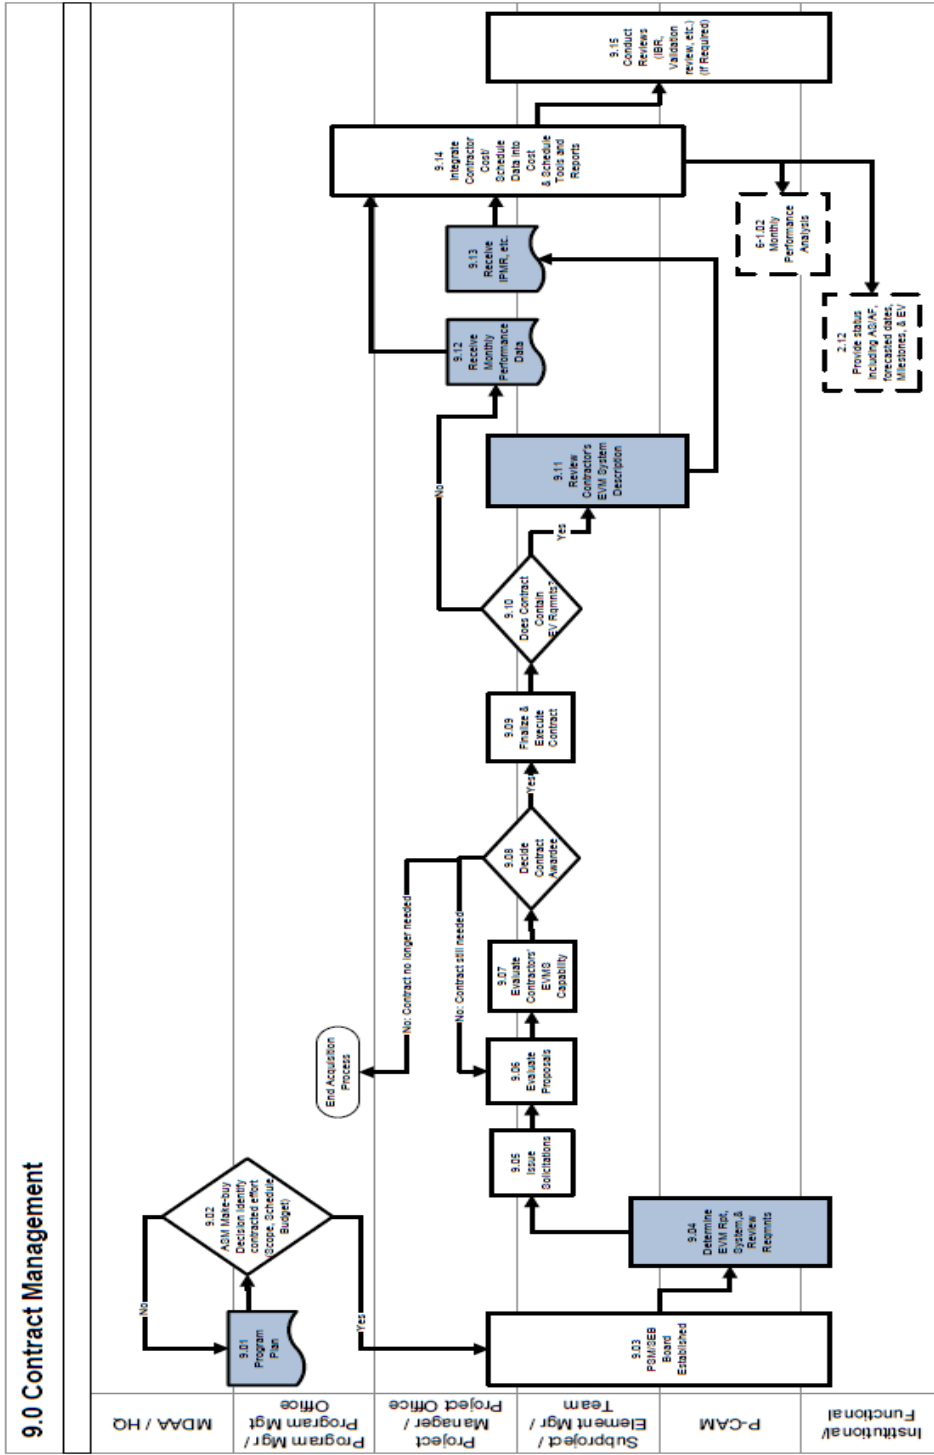 9.0 Contract Management
MDAA / HQ
Program Mgr/
Program Mgt
Office
Project
Manager /
Project Office
Subproject /
Element Mgr /
Team
P-CAM
Institutional/
Functional
9.01
Program
Plan
9.02
ASM Make-buy
Decision Identify
contracted effort
(Scope, Schedule,
Budget)
No
Yes
9.03
PSM/SEB
Board
Established
9.04
Determine
EVM Rpt,
System,&
Review
Reqmnts
9.05
Issue
Solicitations
9.06
Evaluate
Proposals
9.07
Evaluate
Contractors'
EVMS
Capability
9.08
Decide
Contract
Awardee
No: Contract no longer needed
No: Contract still needed
End Acquisition
Process
Yes
9.09
Finalize &
Execute
Contract
9.10
Does Contract
Contain
EV Rqmnts?
No
Yes
9.11
Review
Contractor's
EVM System
Description
9.12
Receive
Monthly
Performance
Data
9.13
Receive
IPMR, etc.
9.14
Integrate
Contractor
Cost/
Schedule
Data into
Cost
& Schedule
Tools and
Reports
9.15
Conduct
Reviews
(IBR,
Validation
review, etc.)
(If Required)
6-1.02
Monthly
Performance
Analysis
2.12
Provide status
including AS/AF,
forecasted dates,
Milestones, & EV